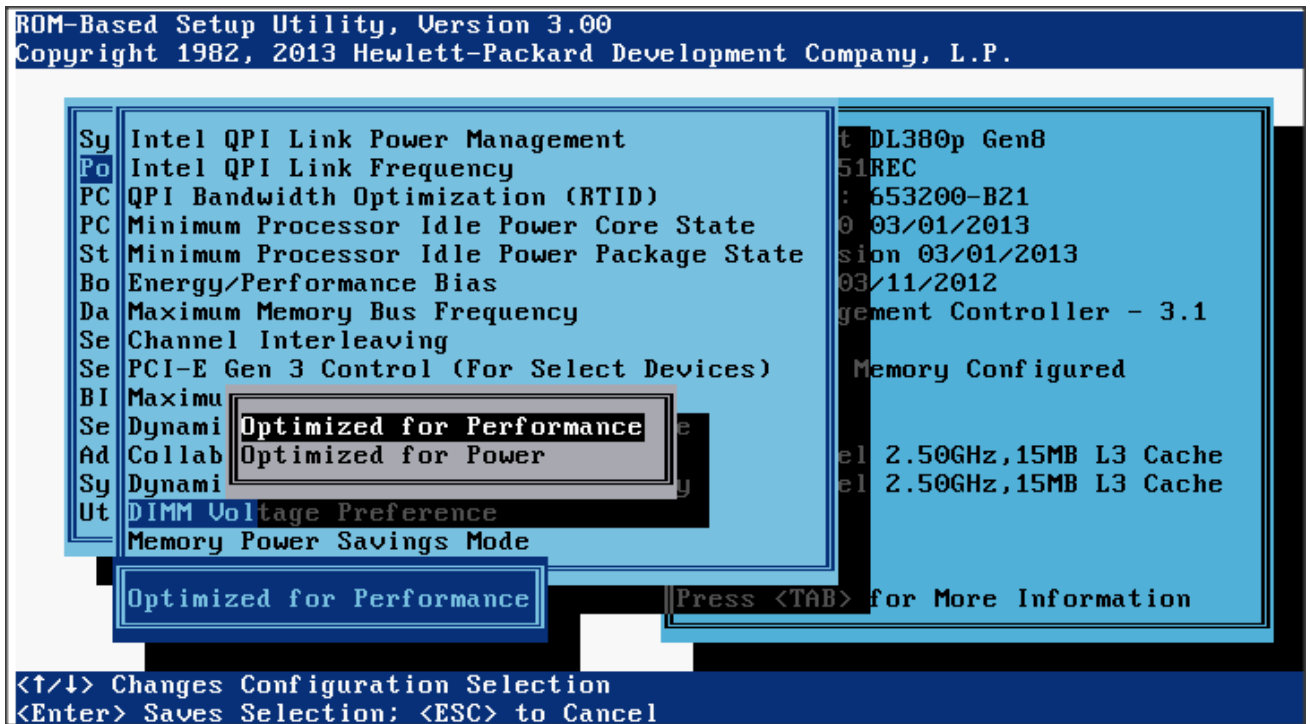 ROM-Based Setup Utility, Version 3.00
Copyright 1982, 2013 Hewlett-Packard Development Company, L.P.
Sy Intel QPI Link Power Management t DL380p Gen8
Po Intel QPI Link Frequency 51REC
PC QPI Bandwidth Optimization (RTID) : 653200-B21
PC Minimum Processor Idle Power Core State 0 03/01/2013
St Minimum Processor Idle Power Package State sion 03/01/2013
Bo Energy/Performance Bias 03/11/2012
Da Maximum Memory Bus Frequency gement Controller - 3.1
Se Channel Interleaving
Se PCI-E Gen 3 Control (For Select Devices) Memory Configured
BI Maximu
Se Dynami Optimized for Performance e
Ad Collab Optimized for Power el 2.50GHz,15MB L3 Cache
Sy Dynami y el 2.50GHz,15MB L3 Cache
Ut DIMM Voltage Preference
Memory Power Savings Mode
Optimized for Performance Press <TAB> for More Information
<↑/↓> Changes Configuration Selection
<Enter> Saves Selection; <ESC> to Cancel